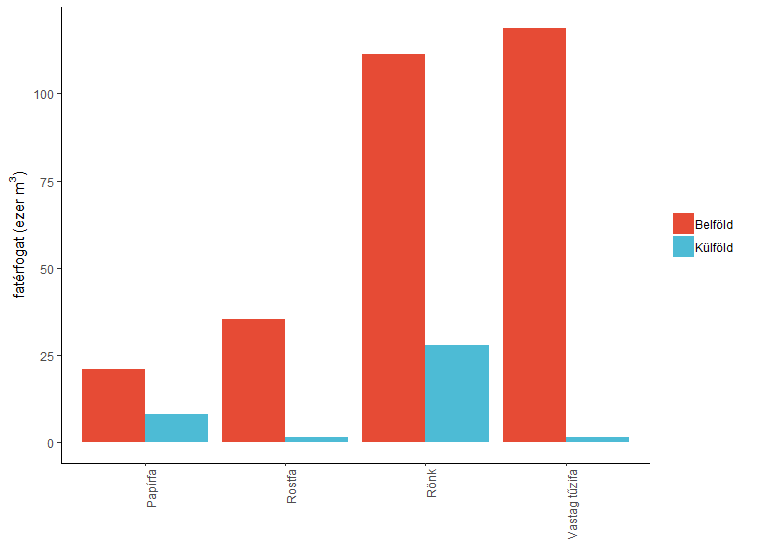 fatérfogat (ezer m³)
100
75
50
25
0
Papírfa
Rostfa
Rönk
Vastag tűzifa
Belföld
Külföld